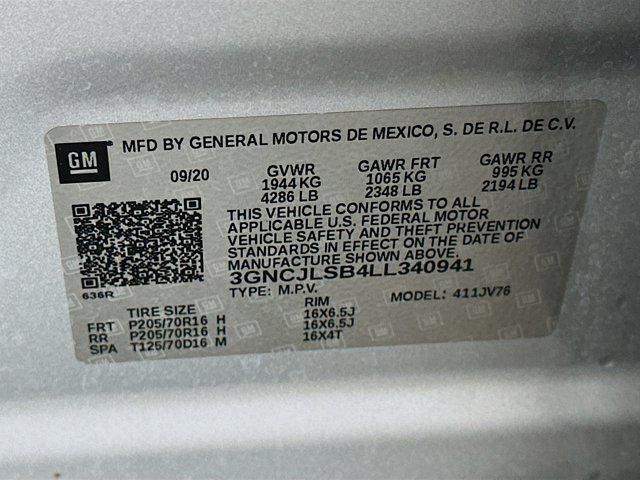 GM
MFD BY GENERAL MOTORS DE MEXICO, S. DE R.L. DE C.V.
09/20 GVWR GAWR FRT GAWR RR
1944 KG 1065 KG 995 KG
4286 LB 2348 LB 2194 LB
THIS VEHICLE CONFORMS TO ALL
APPLICABLE U.S. FEDERAL MOTOR
VEHICLE SAFETY AND THEFT PREVENTION
STANDARDS IN EFFECT ON THE DATE OF
MANUFACTURE SHOWN ABOVE.
3GNCJLSB4LL340941
636R
TYPE: M.P.V. MODEL: 411JV76
TIRE SIZE RIM
FRT P205/70R16 H 16X6.5J
RR P205/70R16 H 16X6.5J
SPA T125/70D16 M 16X4T